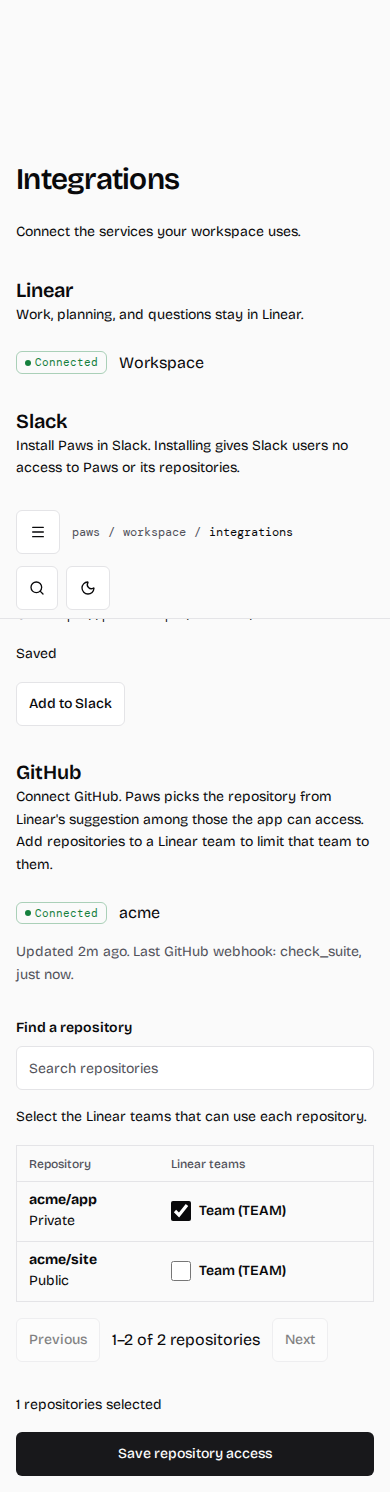 Integrations
Connect the services your workspace uses.
Linear
Work, planning, and questions stay in Linear.
Connected Workspace
Slack
Install Paws in Slack. Installing gives Slack users no
access to Paws or its repositories.
paws / workspace / integrations
Saved
Add to Slack
GitHub
Connect GitHub. Paws picks the repository from
Linear's suggestion among those the app can access.
Add repositories to a Linear team to limit that team to
them.
Connected acme
Updated 2m ago. Last GitHub webhook: check_suite,
just now.
Find a repository
Search repositories
Select the Linear teams that can use each repository.
Repository Linear teams
acme/app
Private
Team (TEAM)
acme/site
Public
Team (TEAM)
Previous 1–2 of 2 repositories Next
1 repositories selected
Save repository access